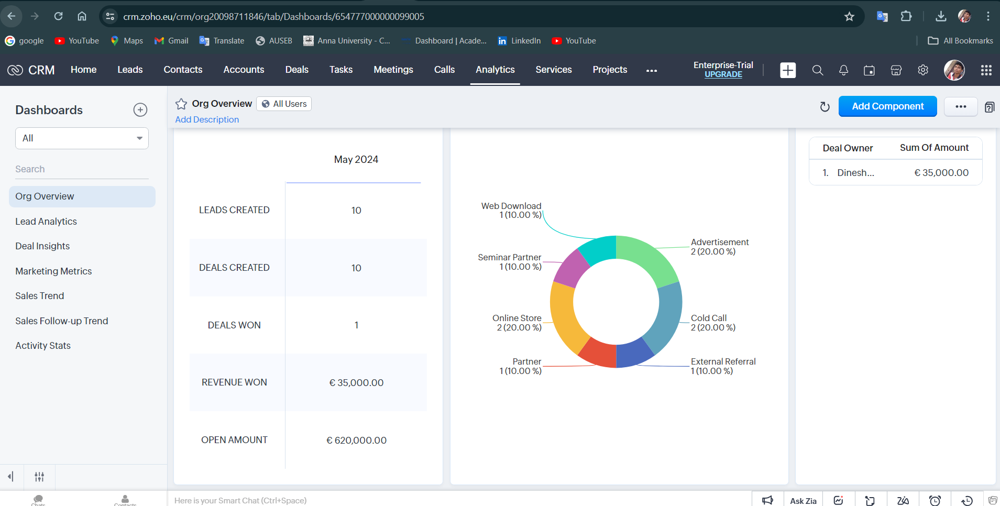 crm.zoho.eu/crm/org20098711846/tab/Dashboards/654777000000099005
google YouTube Maps Gmail Translate AUSEB Anna University - C... Dashboard | Acade... LinkedIn YouTube All Bookmarks
CRM Home Leads Contacts Accounts Deals Tasks Meetings Calls Analytics Services Projects ... Enterprise-Trial
UPGRADE
Dashboards
All
Search
Org Overview
Lead Analytics
Deal Insights
Marketing Metrics
Sales Trend
Sales Follow-up Trend
Activity Stats
Org Overview All Users
Add Description
Add Component
May 2024
LEADS CREATED 10
DEALS CREATED 10
DEALS WON 1
REVENUE WON € 35,000.00
OPEN AMOUNT € 620,000.00
Web Download
1 (10.00 %)
Advertisement
2 (20.00 %)
Seminar Partner
1 (10.00 %)
Online Store
2 (20.00 %)
Cold Call
2 (20.00 %)
Partner
1 (10.00 %)
External Referral
1 (10.00 %)
Deal Owner Sum Of Amount
1. Dinesh... € 35,000.00
Chats Contacts
Here is your Smart Chat (Ctrl+Space)
Ask Zia